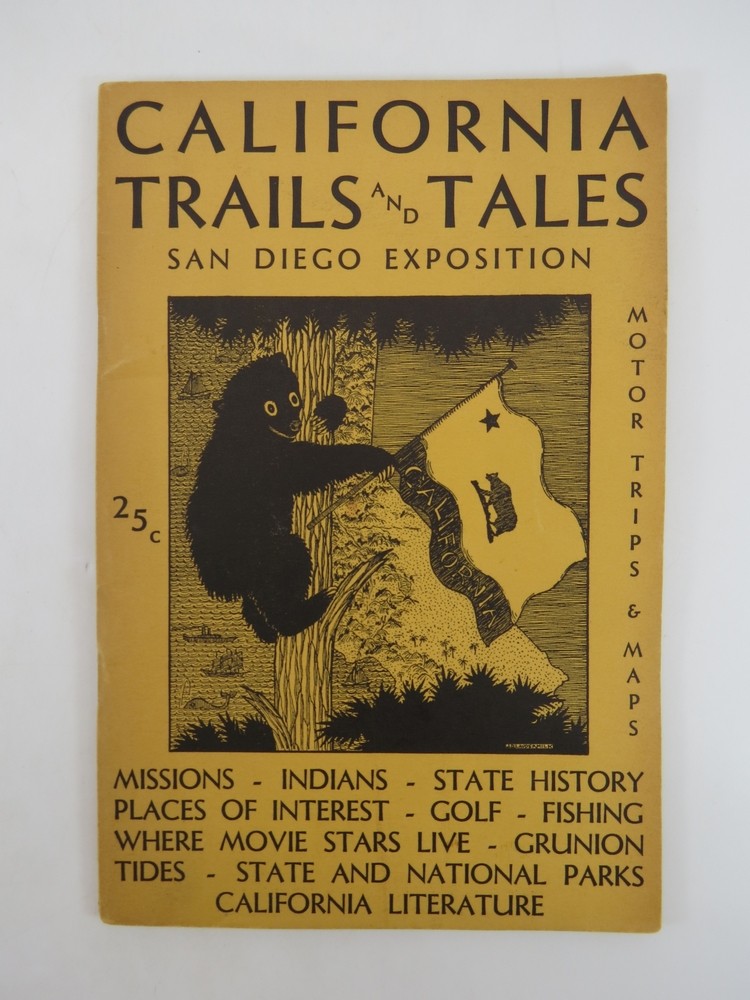 CALIFORNIA
TRAILS AND TALES
SAN DIEGO EXPOSITION
MOTOR TRIPS & MAPS
25c
CALIFORNIA
MISSIONS - INDIANS - STATE HISTORY
PLACES OF INTEREST - GOLF - FISHING
WHERE MOVIE STARS LIVE - GRUNION
TIDES - STATE AND NATIONAL PARKS
CALIFORNIA LITERATURE